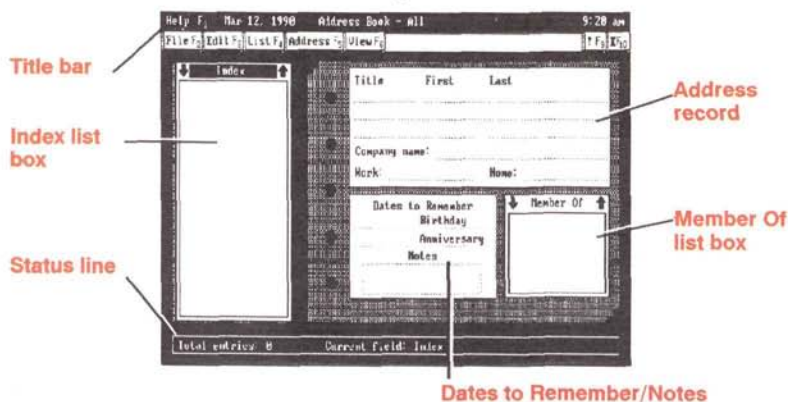 Help F1 Mar 12, 1990 Address Book - All 9:20 am
File F2 Edit F3 List F4 Address F5 View F6 ? F9 X F10
Title bar
Index
Title First Last
Address
record
Index list
box
Company name:
Work: Home:
Dates to Remember
Member Of
Birthday
Member Of
list box
Anniversary
Notes
Status line
Total entries: 0 Current field: Index
Dates to Remember/Notes